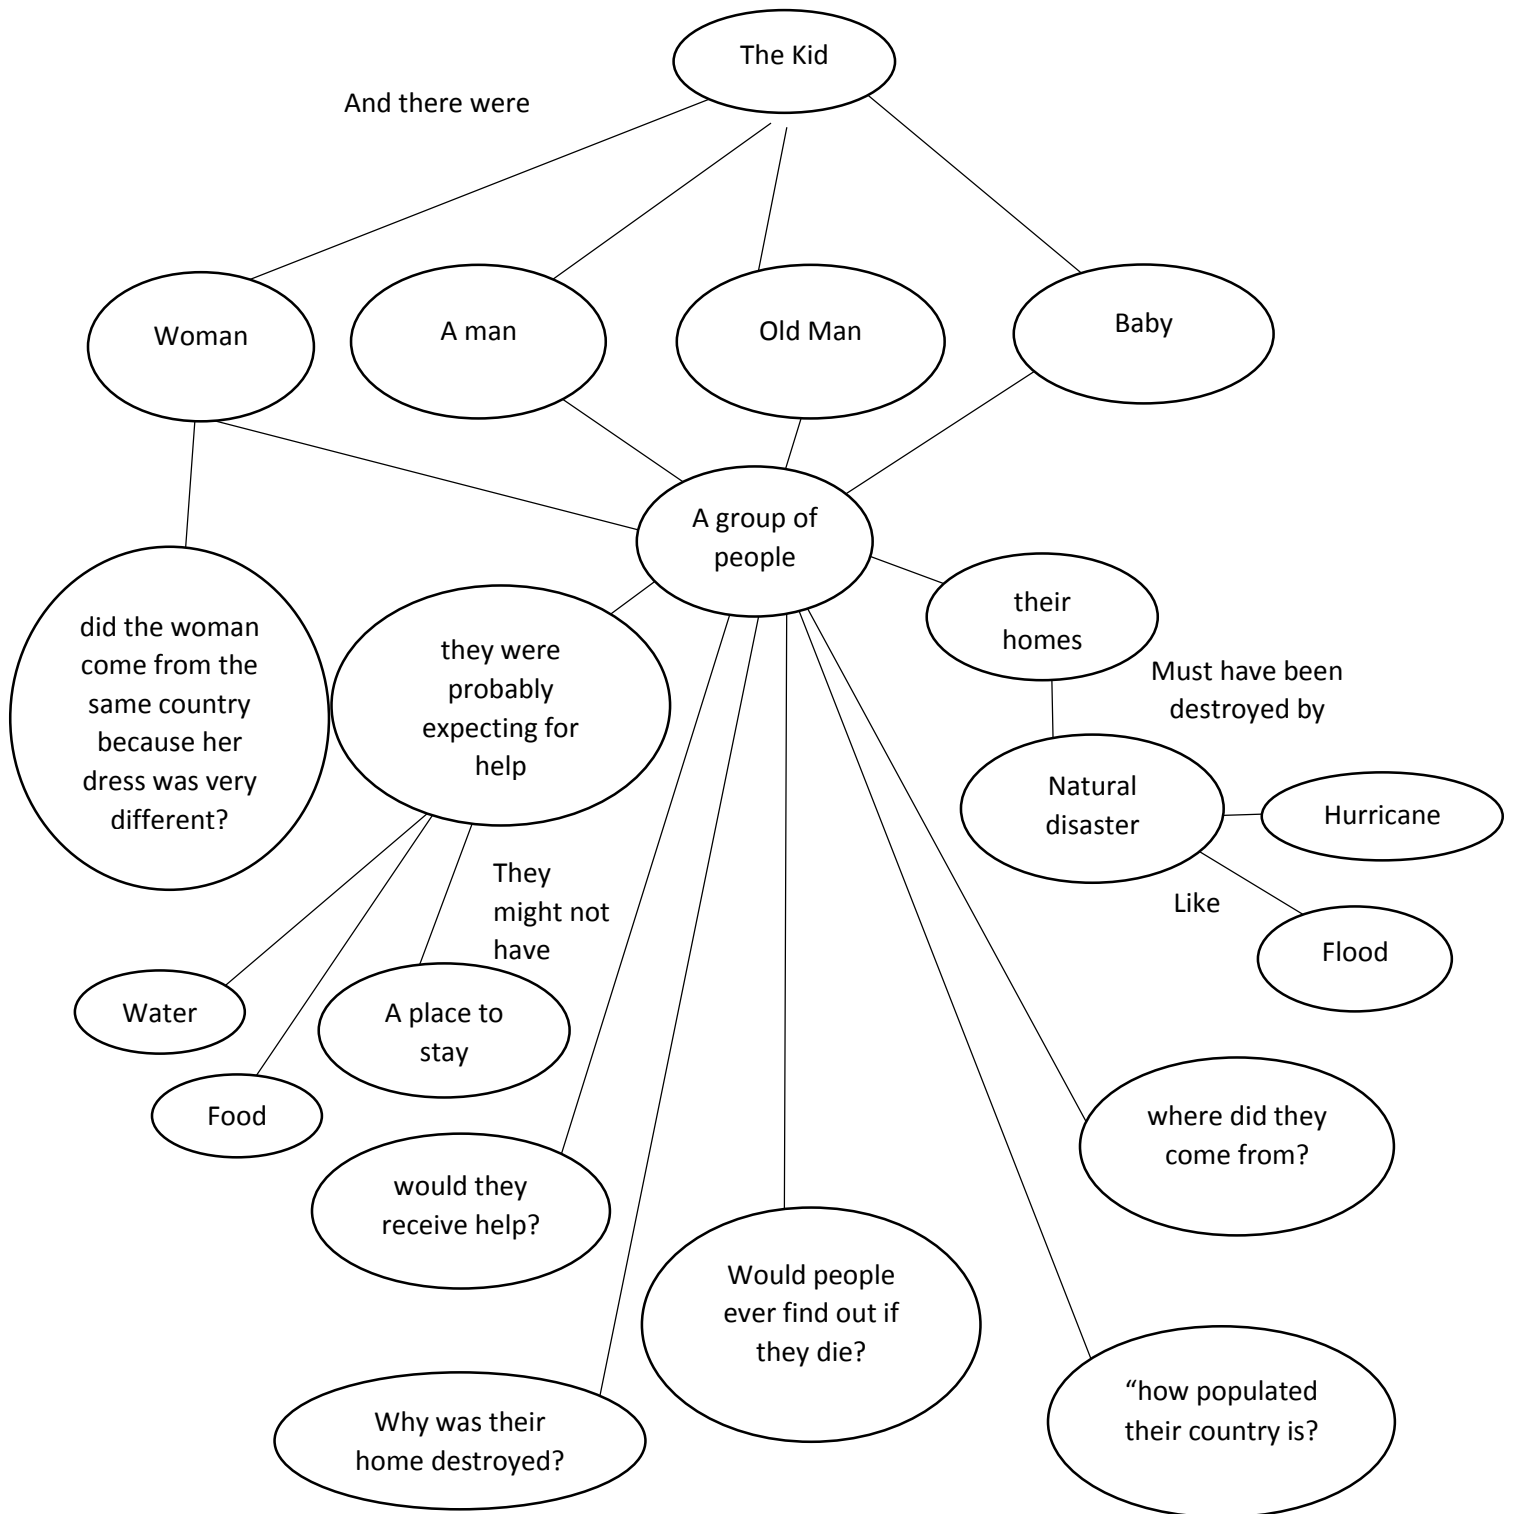 The Kid
And there were
Woman
A man
Old Man
Baby
A group of
people
their
homes
Must have been
destroyed by
did the woman
come from the
same country
because her
dress was very
different?
they were
probably
expecting for
help
Natural
disaster
Hurricane
Like
Flood
They
might not
have
Water
A place to
stay
Food
would they
receive help?
where did they
come from?
Would people
ever find out if
they die?
Why was their
home destroyed?
“how populated
their country is?